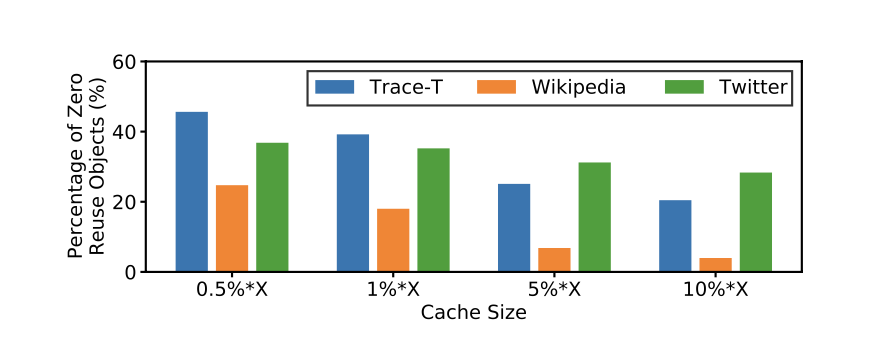 Percentage of Zero
Reuse Objects (%)
60
40
20
0
Trace-T Wikipedia Twitter
0.5%*X 1%*X 5%*X 10%*X
Cache Size